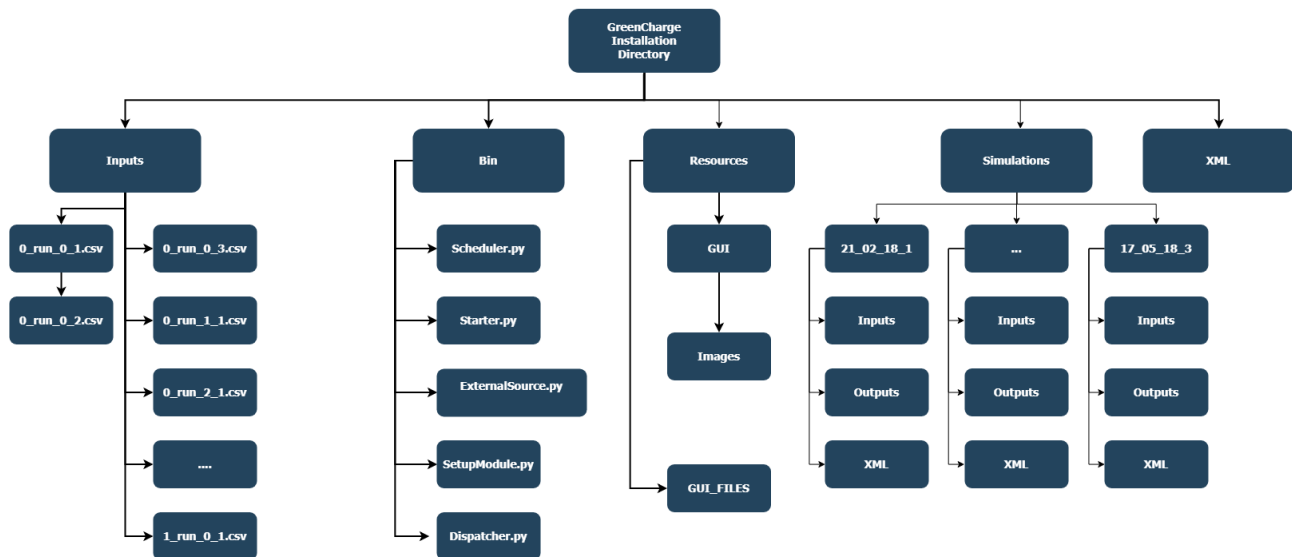 GreenCharge
Installation
Directory
Inputs
Bin
Resources
Simulations
XML
0_run_0_1.csv
0_run_0_3.csv
Scheduler.py
GUI
21_02_18_1
...
17_05_18_3
0_run_0_2.csv
0_run_1_1.csv
Starter.py
Inputs
Inputs
Inputs
Images
0_run_2_1.csv
ExternalSource.py
Outputs
Outputs
Outputs
....
SetupModule.py
XML
XML
XML
GUI_FILES
1_run_0_1.csv
Dispatcher.py